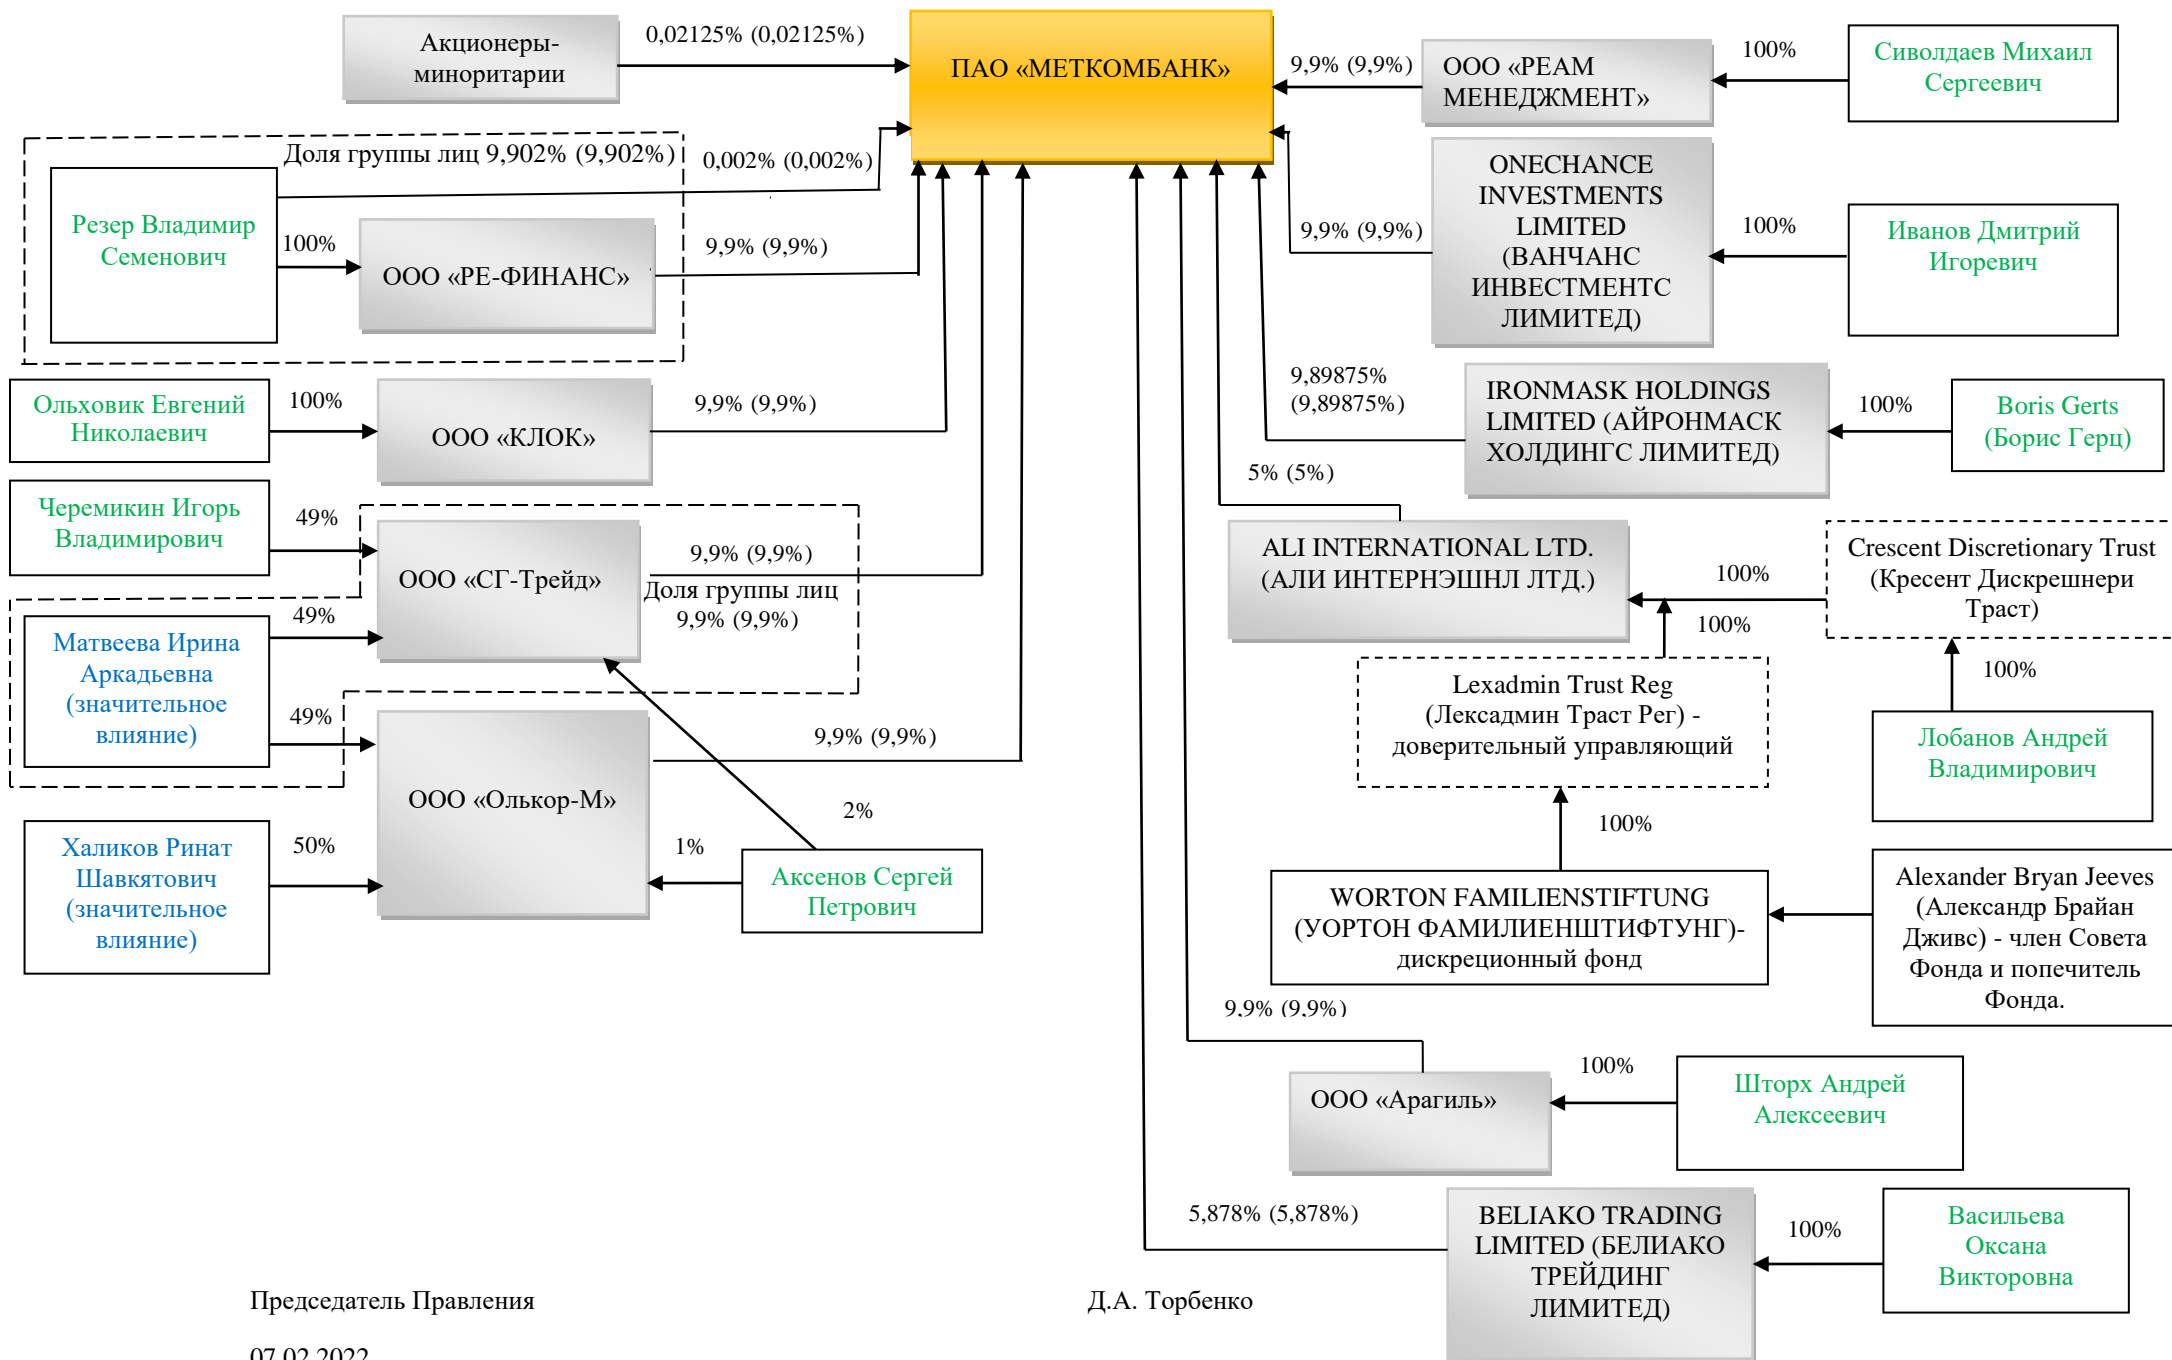 Акционеры-
миноритарии
0,02125% (0,02125%)
ПАО «МЕТКОМБАНК»
9,9% (9,9%)
ООО «РЕАМ
МЕНЕДЖМЕНТ»
100%
Сиволдаев Михаил
Сергеевич
Доля группы лиц 9,902% (9,902%)
0,002% (0,002%)
Резер Владимир
Семенович
100%
ООО «РЕ-ФИНАНС»
9,9% (9,9%)
9,9% (9,9%)
ONECHANCE
INVESTMENTS
LIMITED
(ВАНЧАНС
ИНВЕСТМЕНТС
ЛИМИТЕД)
100%
Иванов Дмитрий
Игоревич
Ольховик Евгений
Николаевич
100%
ООО «КЛОК»
9,9% (9,9%)
9,89875%
(9,89875%)
IRONMASK HOLDINGS
LIMITED (АЙРОНМАСК
ХОЛДИНГС ЛИМИТЕД)
100%
Boris Gerts
(Борис Герц)
Черемикин Игорь
Владимирович
49%
ООО «СГ-Трейд»
9,9% (9,9%)
Доля группы лиц
9,9% (9,9%)
5% (5%)
ALI INTERNATIONAL LTD.
(АЛИ ИНТЕРНЭШНЛ ЛТД.)
100%
100%
Crescent Discretionary Trust
(Кресент Дискрешнери
Траст)
Матвеева Ирина
Аркадьевна
(значительное
влияние)
49%
49%
Lexadmin Trust Reg
(Лексадмин Траст Рег) -
доверительный управляющий
100%
Лобанов Андрей
Владимирович
ООО «Олькор-М»
9,9% (9,9%)
2%
1%
Аксенов Сергей
Петрович
Халиков Ринат
Шавкятович
(значительное
влияние)
50%
100%
WORTON FAMILIENSTIFTUNG
(УОРТОН ФАМИЛИЕНШТИФТУНГ)-
дискреционный фонд
Alexander Bryan Jeeves
(Александр Брайан
Дживс) - член Совета
Фонда и попечитель
Фонда.
9,9% (9,9%)
ООО «Арагиль»
100%
Шторх Андрей
Алексеевич
5,878% (5,878%)
BELIAKO TRADING
LIMITED (БЕЛИАКО
ТРЕЙДИНГ
ЛИМИТЕД)
100%
Васильева
Оксана
Викторовна
Председатель Правления
Д.А. Торбенко
07.02.2022